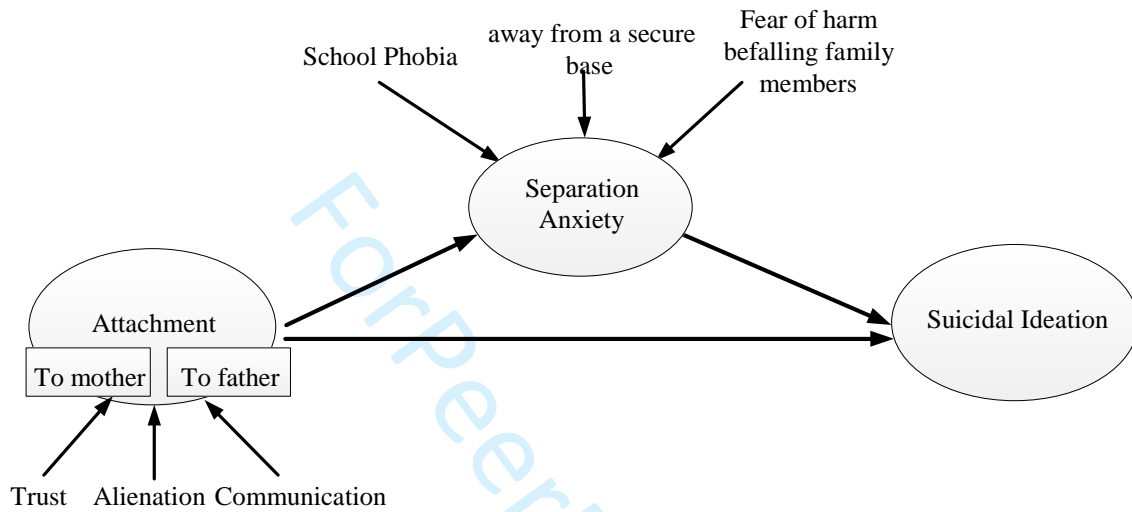 School Phobia
away from a secure
base
Fear of harm
befalling family
members
Separation
Anxiety
Attachment
To mother
To father
Suicidal Ideation
Trust
Alienation
Communication
For Peer